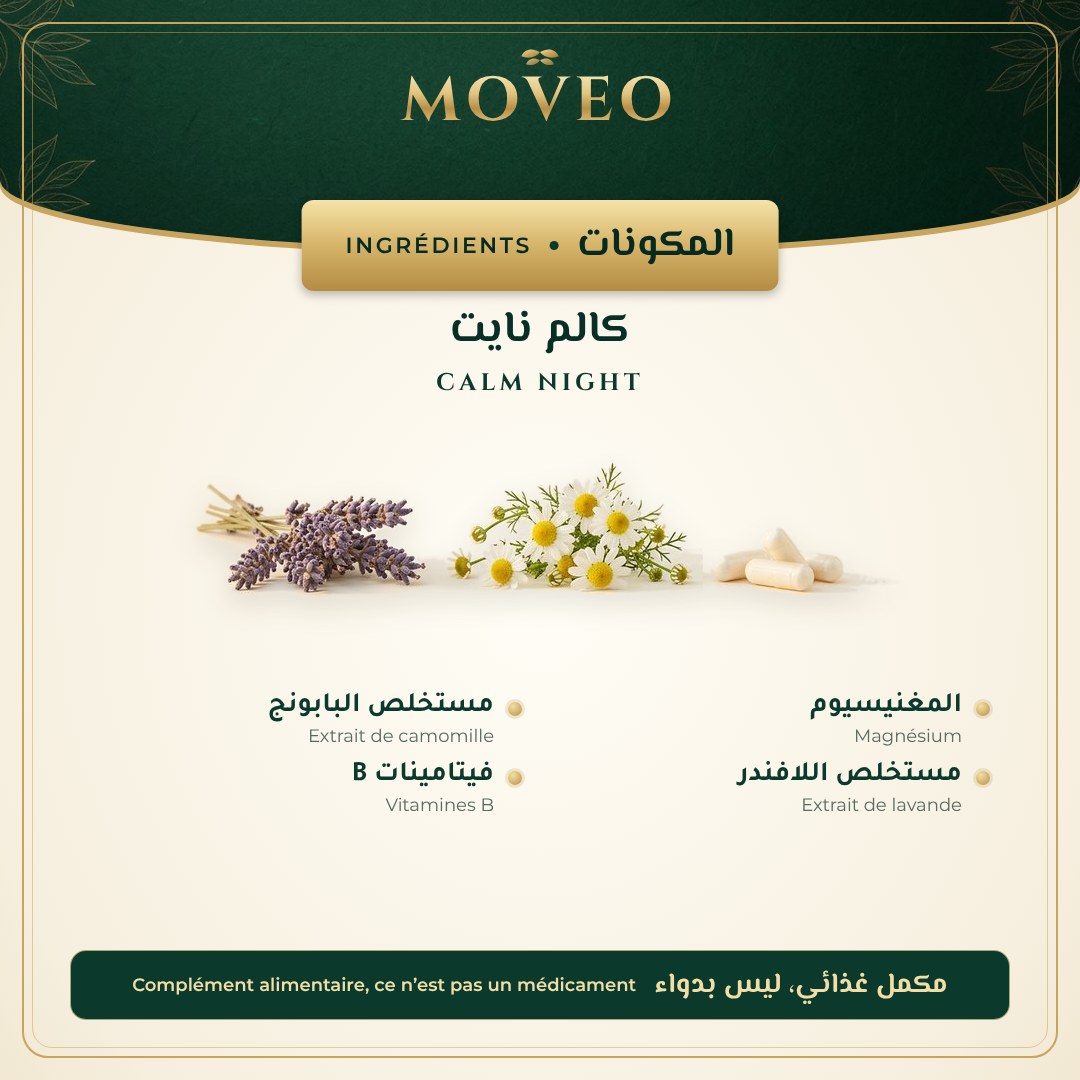 MOVEO
INGRÉDIENTS • المكونات
كالم نايت
CALM NIGHT
المغنيسيوم
Magnésium
مستخلص البابونج
Extrait de camomille
مستخلص اللافندر
Extrait de lavande
فيتامينات B
Vitamines B
مكمل غذائي، ليس بدواء Complément alimentaire, ce n’est pas un médicament